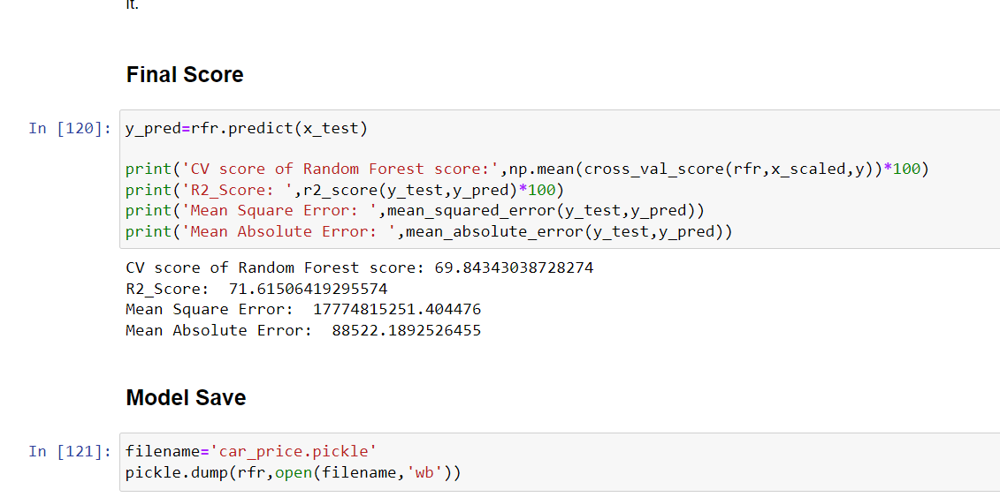 it.
Final Score
In [120]: y_pred=rfr.predict(x_test)
print('CV score of Random Forest score:',np.mean(cross_val_score(rfr,x_scaled,y))*100)
print('R2_Score: ',r2_score(y_test,y_pred)*100)
print('Mean Square Error: ',mean_squared_error(y_test,y_pred))
print('Mean Absolute Error: ',mean_absolute_error(y_test,y_pred))
CV score of Random Forest score: 69.84343038728274
R2_Score:  71.61506419295574
Mean Square Error:  17774815251.404476
Mean Absolute Error:  88522.1892526455
Model Save
In [121]: filename='car_price.pickle'
pickle.dump(rfr,open(filename,'wb'))